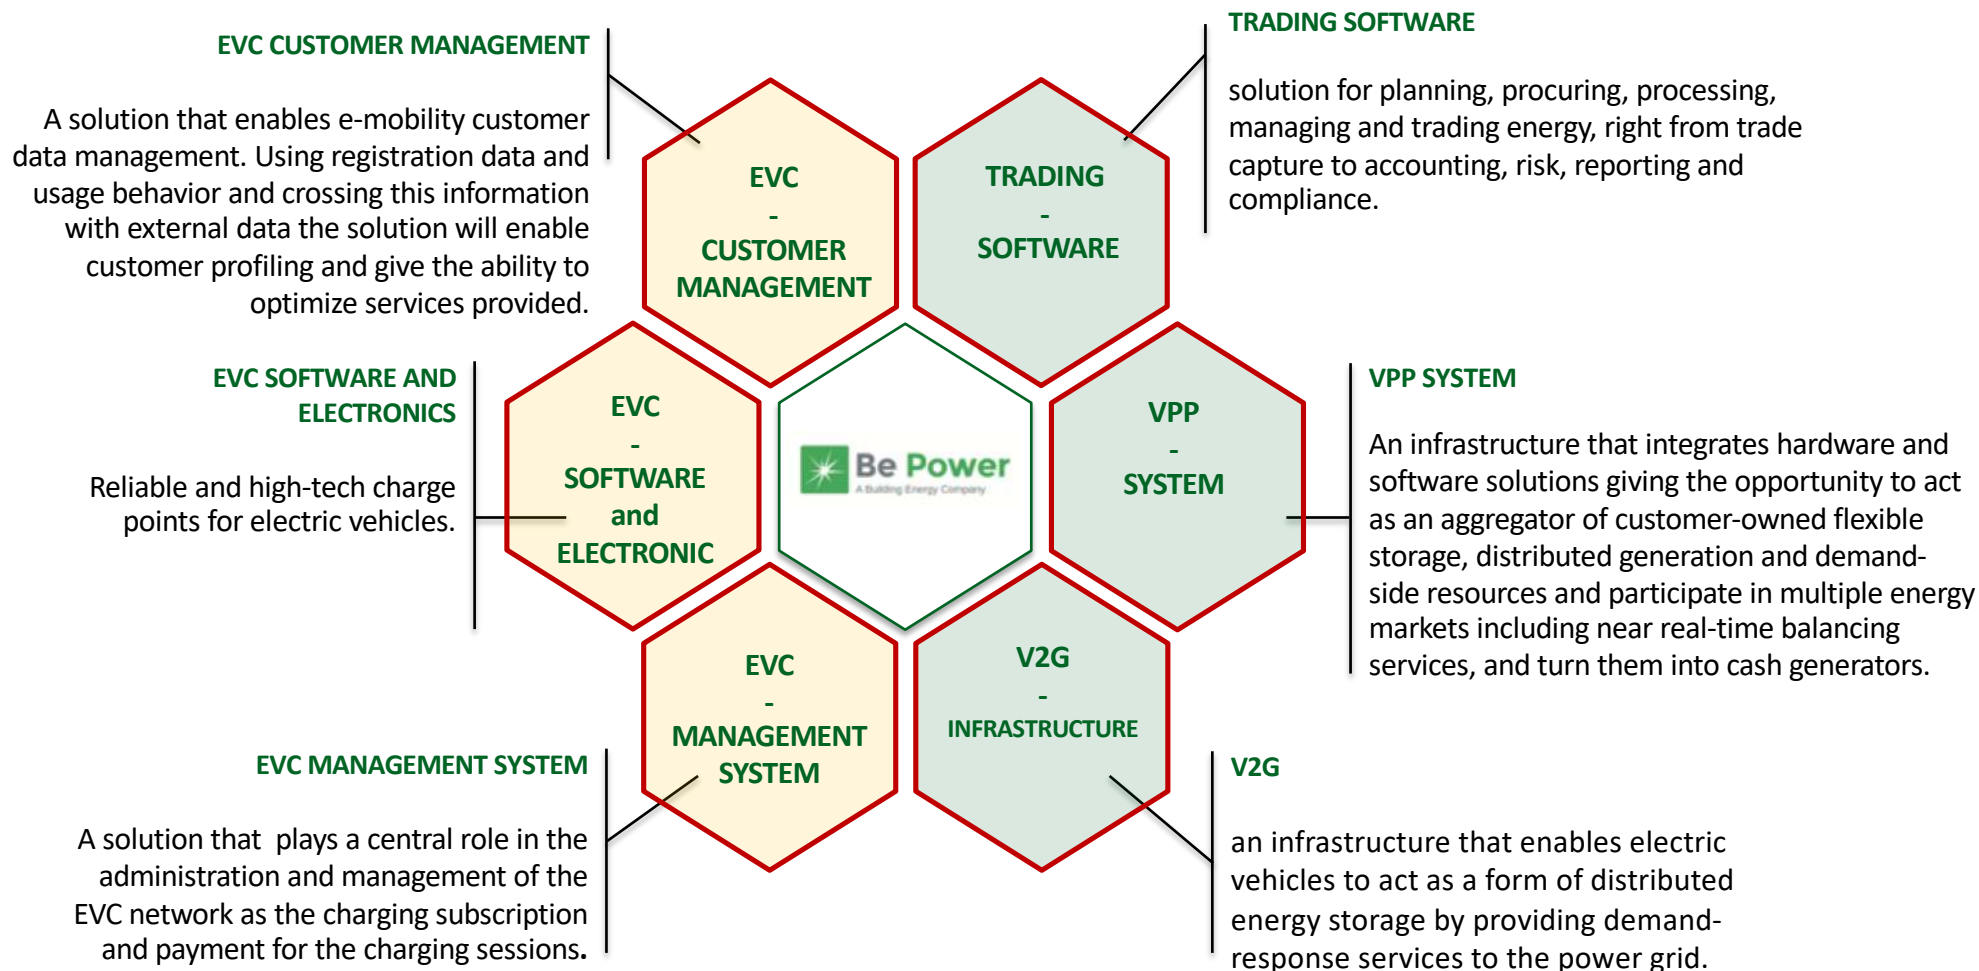 EVC CUSTOMER MANAGEMENT
A solution that enables e-mobility customer
data management. Using registration data and
usage behavior and crossing this information
with external data the solution will enable
customer profiling and give the ability to
optimize services provided.
TRADING SOFTWARE
solution for planning, procuring, processing,
managing and trading energy, right from trade
capture to accounting, risk, reporting and
compliance.
EVC
-
CUSTOMER
MANAGEMENT
TRADING
-
SOFTWARE
EVC SOFTWARE AND
ELECTRONICS
Reliable and high-tech charge
points for electric vehicles.
EVC
-
SOFTWARE
and
ELECTRONIC
Be Power
A Building Energy Company
VPP
-
SYSTEM
VPP SYSTEM
An infrastructure that integrates hardware and
software solutions giving the opportunity to act
as an aggregator of customer-owned flexible
storage, distributed generation and demand-
side resources and participate in multiple energy
markets including near real-time balancing
services, and turn them into cash generators.
EVC
-
MANAGEMENT
SYSTEM
V2G
-
INFRASTRUCTURE
EVC MANAGEMENT SYSTEM
A solution that  plays a central role in the
administration and management of the
EVC network as the charging subscription
and payment for the charging sessions.
V2G
an infrastructure that enables electric
vehicles to act as a form of distributed
energy storage by providing demand-
response services to the power grid.